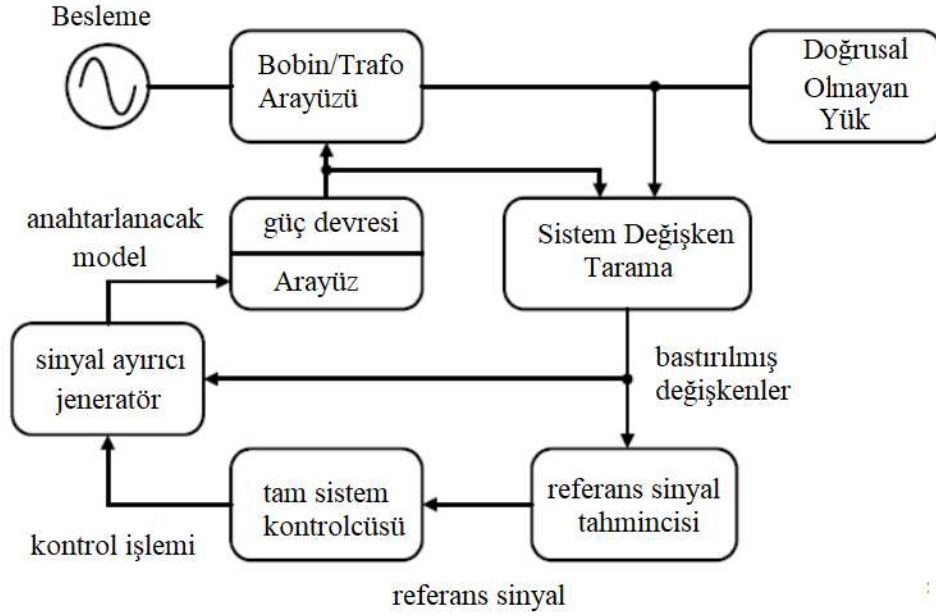 Besleme
Bobin/Trafo
Arayüzü
Doğrusal
Olmayan
Yük
anahtarlanacak
model
güç devresi
Arayüz
Sistem Değişken
Tarama
sinyal ayırıcı
jeneratör
bastırılmış
değişkenler
tam sistem
kontrolcüsü
referans sinyal
tahmincisi
kontrol işlemi
referans sinyal
: